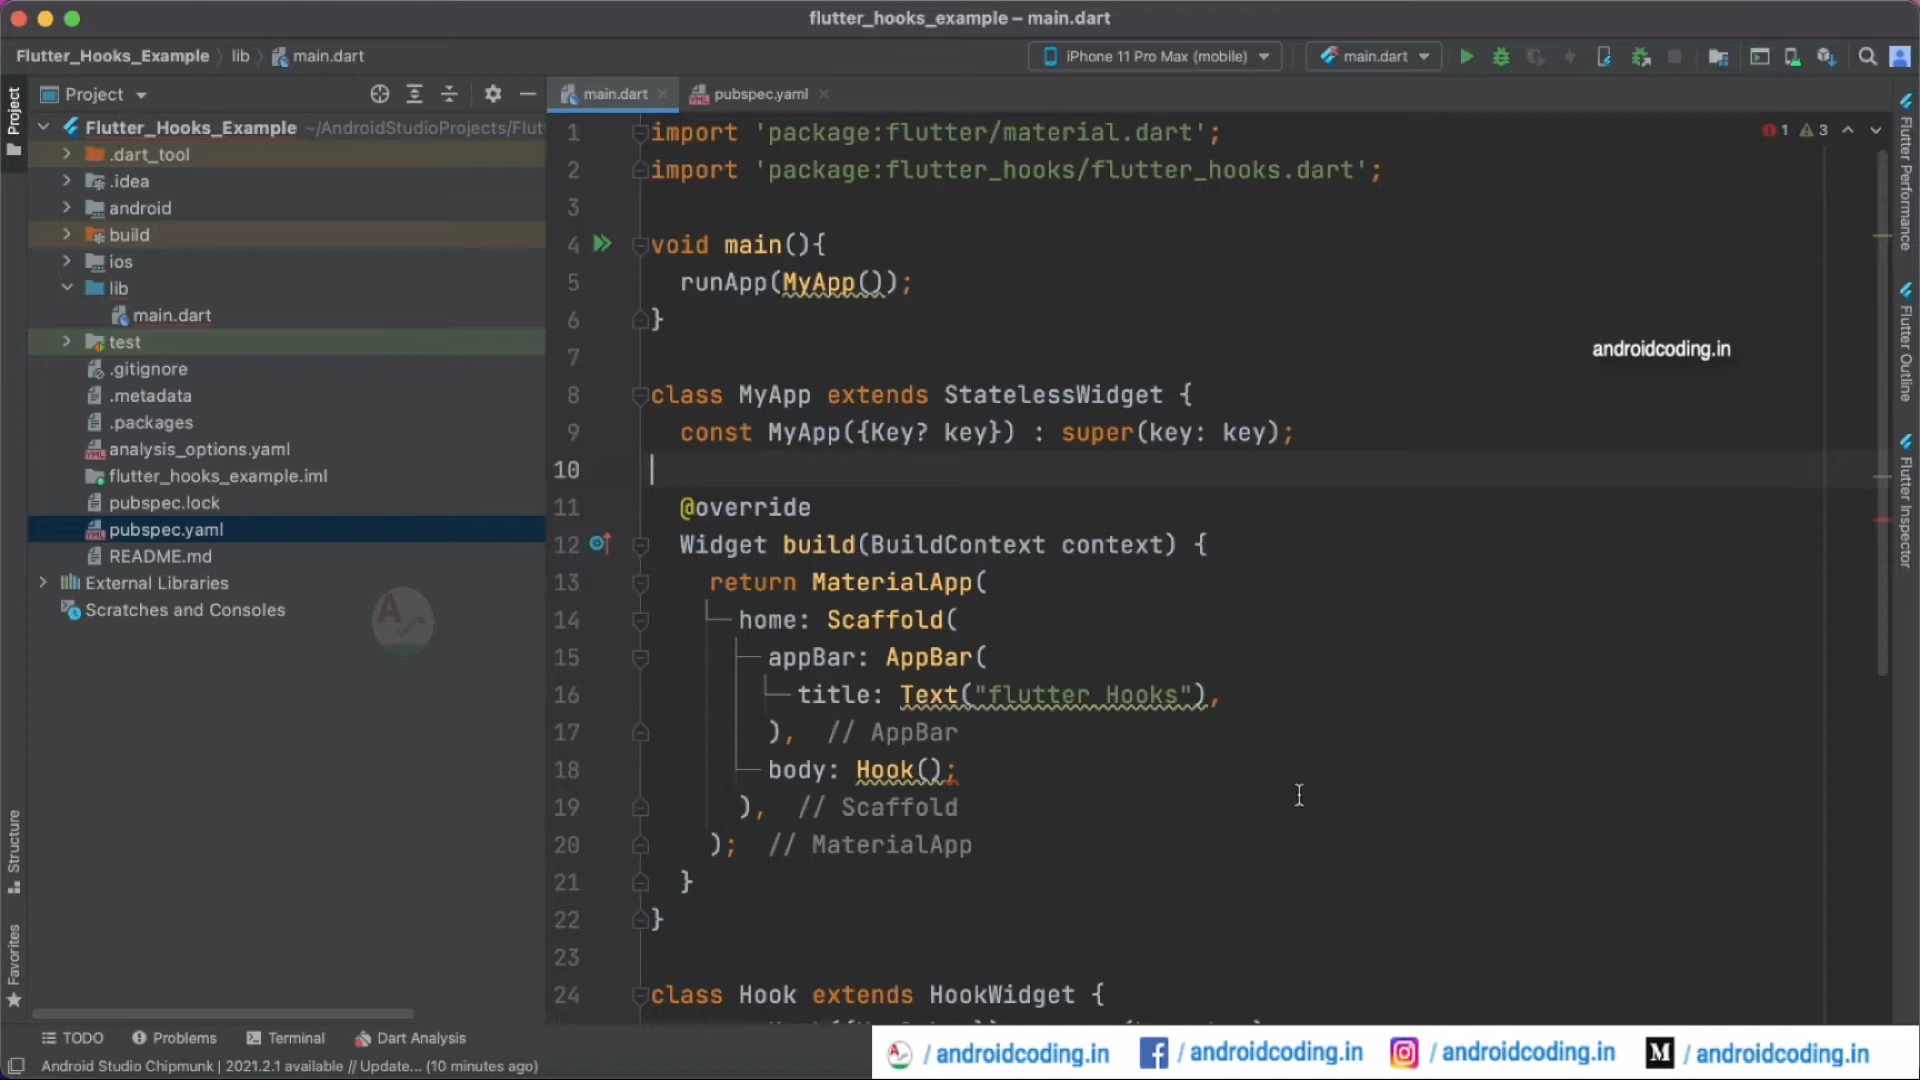 flutter_hooks_example – main.dart
Flutter_Hooks_Example lib main.dart
iPhone 11 Pro Max (mobile)
main.dart
Project
Project
main.dart
pubspec.yaml
Flutter_Hooks_Example ~/AndroidStudioProjects/Flut
.dart_tool
.idea
android
build
ios
lib
main.dart
test
.gitignore
.metadata
.packages
analysis_options.yaml
flutter_hooks_example.iml
pubspec.lock
pubspec.yaml
README.md
External Libraries
Scratches and Consoles
1 import 'package:flutter/material.dart';
2 import 'package:flutter_hooks/flutter_hooks.dart';
3
4 void main(){
5 runApp(MyApp());
6 }
7
8 class MyApp extends StatelessWidget {
9 const MyApp({Key? key}) : super(key: key);
10
11 @override
12 Widget build(BuildContext context) {
13 return MaterialApp(
14 home: Scaffold(
15 appBar: AppBar(
16 title: Text("flutter Hooks"),
17 ), // AppBar
18 body: Hook();
19 ), // Scaffold
20 ); // MaterialApp
21 }
22 }
23
24 class Hook extends HookWidget {
1 3
androidcoding.in
Flutter Performance
Flutter Outline
Flutter Inspector
Structure
Favorites
TODO
Problems
Terminal
Dart Analysis
Android Studio Chipmunk | 2021.2.1 available // Update... (10 minutes ago)
/ androidcoding.in
/ androidcoding.in
/ androidcoding.in
M / androidcoding.in